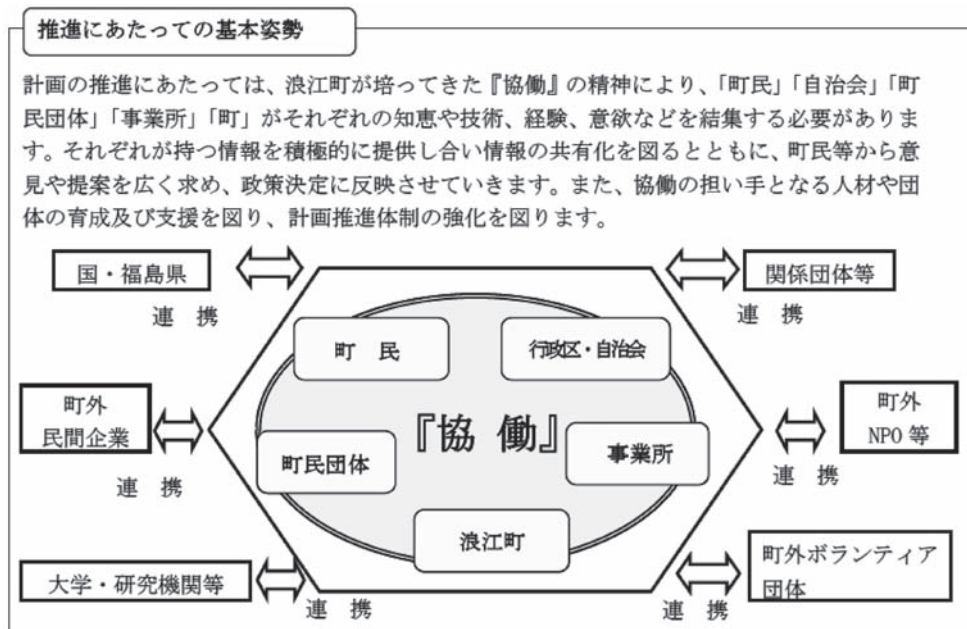 推進にあたっての基本姿勢
計画の推進にあたっては、浪江町が培ってきた『協働』の精神により、「町民」「自治会」「町
民団体」「事業所」「町」がそれぞれの知恵や技術、経験、意欲などを結集する必要がありま
す。それぞれが持つ情報を積極的に提供し合い情報の共有化を図るとともに、町民等から意
見や提案を広く求め、政策決定に反映させていきます。また、協働の担い手となる人材や団
体の育成及び支援を図り、計画推進体制の強化を図ります。
国・福島県
連 携
関係団体等
連 携
町 民
行政区・自治会
町外
民間企業
連 携
『協 働』
町外
NPO 等
連 携
町民団体
事業所
浪江町
大学・研究機関等
連 携
町外ボランティア
団体
連 携